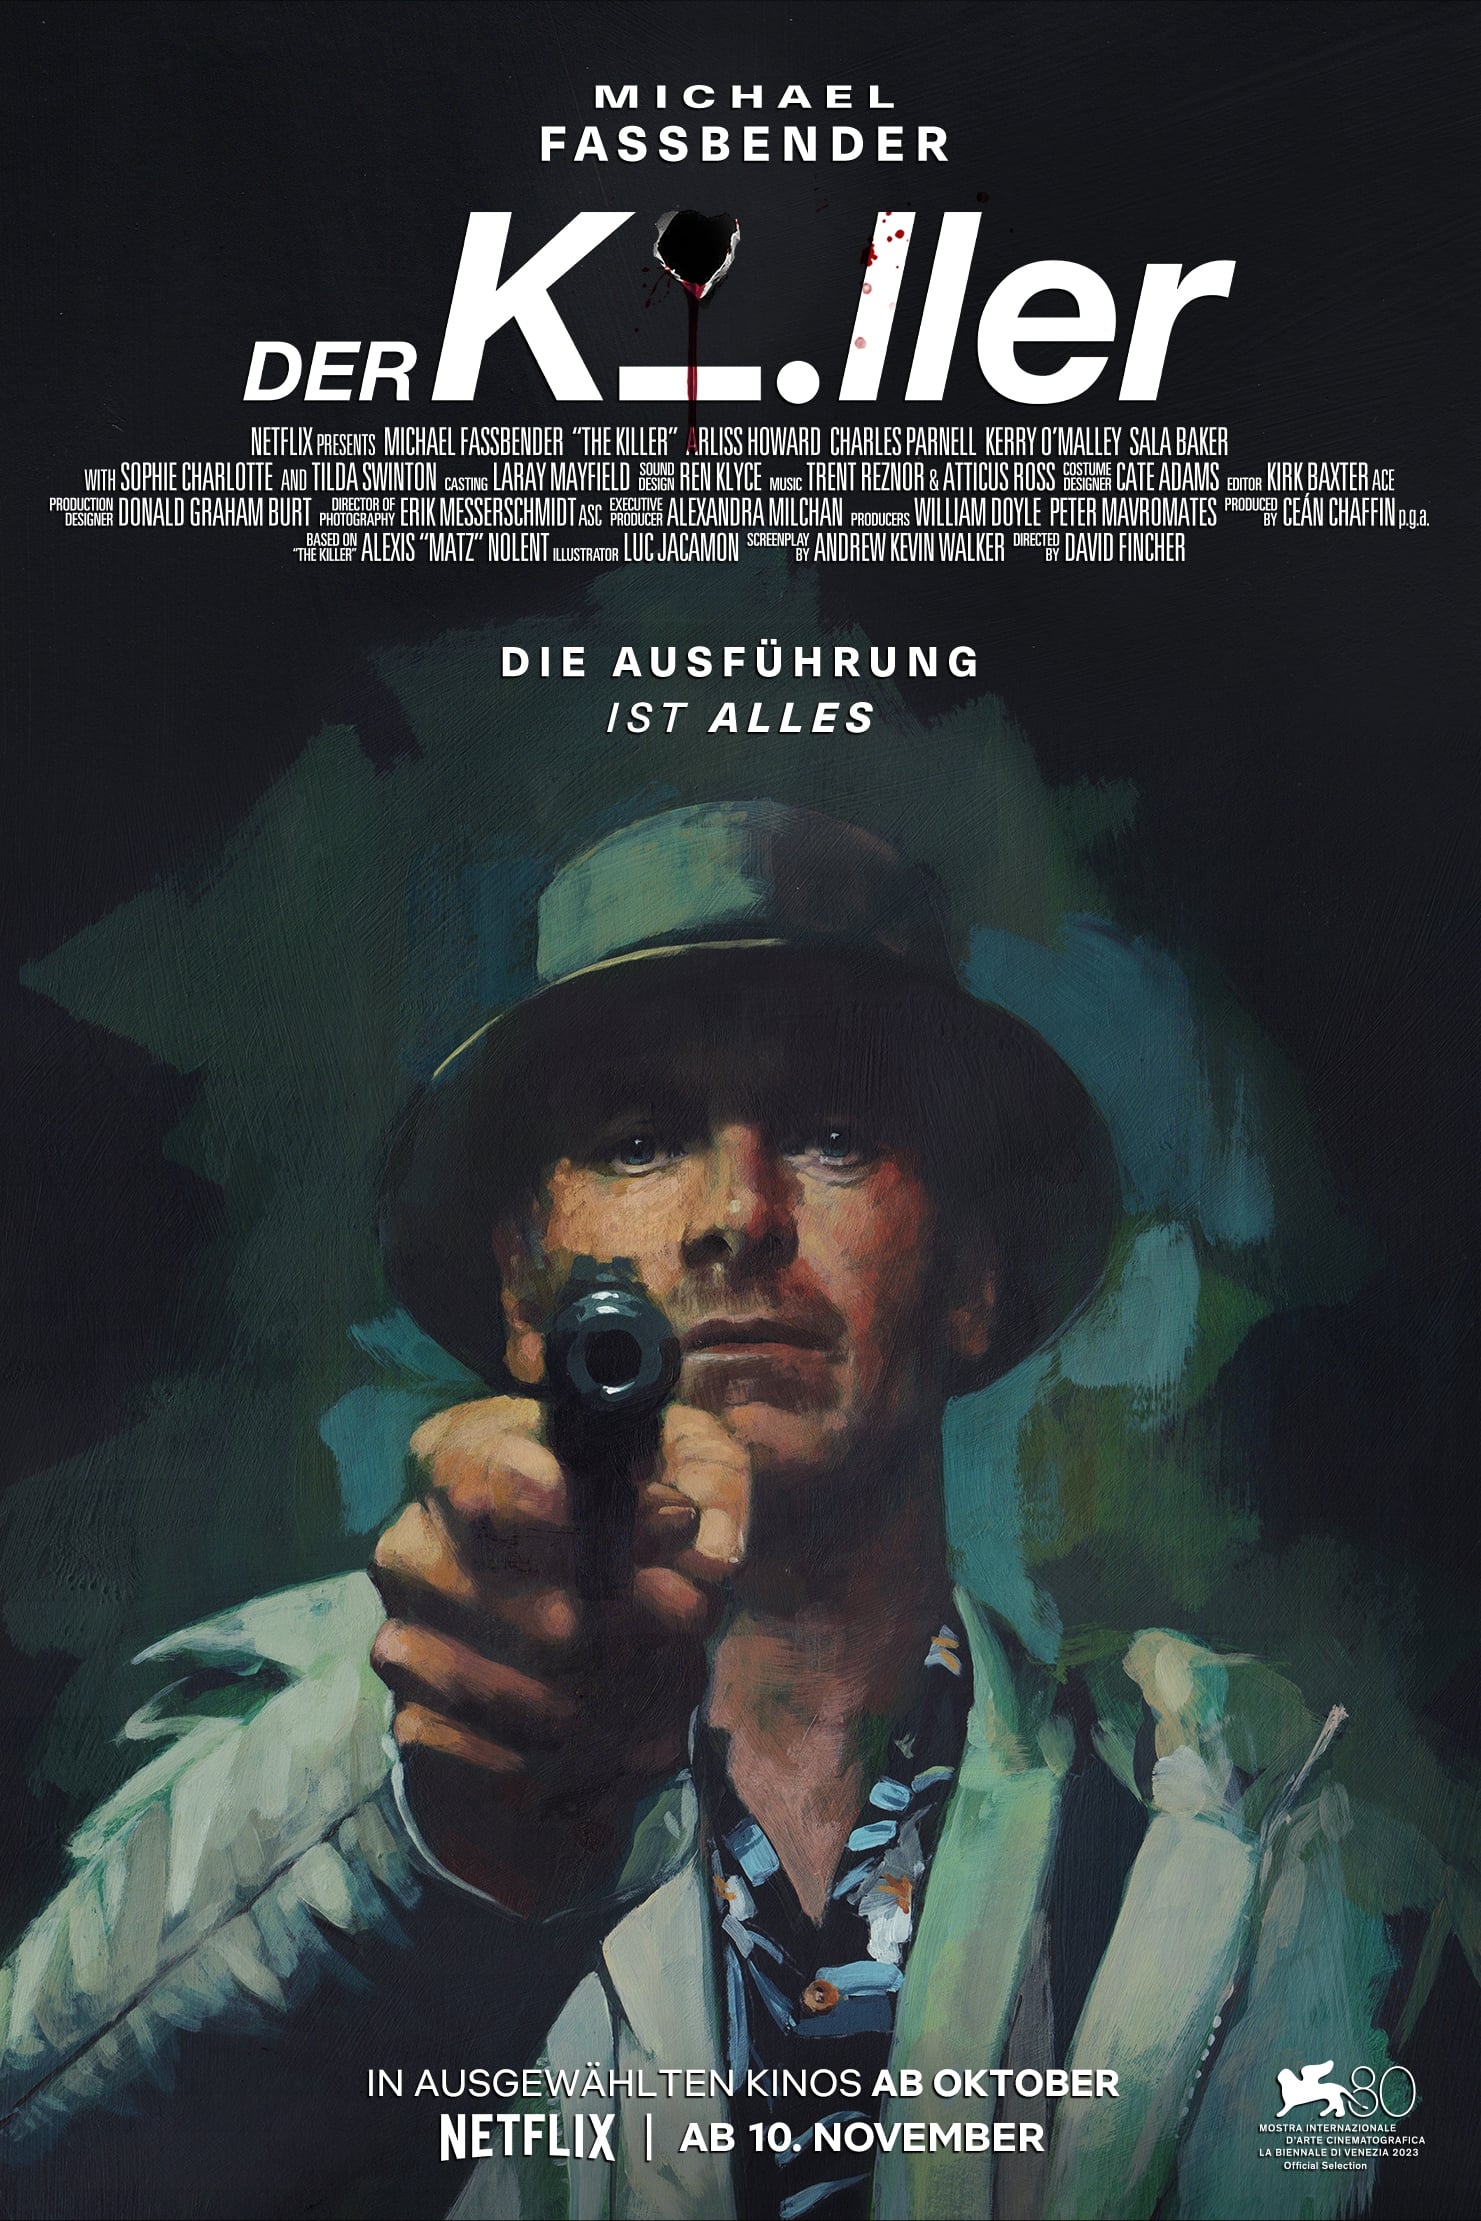 MICHAEL
FASSBENDER
DER K_.ller
NETFLIX PRESENTS MICHAEL FASSBENDER “THE KILLER” ARLISS HOWARD CHARLES PARNELL KERRY O’MALLEY SALA BAKER
WITH SOPHIE CHARLOTTE AND TILDA SWINTON CASTING LARAY MAYFIELD SOUND DESIGN REN KLYCE MUSIC TRENT REZNOR & ATTICUS ROSS COSTUME DESIGNER CATE ADAMS EDITOR KIRK BAXTER ACE
PRODUCTION DESIGNER DONALD GRAHAM BURT DIRECTOR OF PHOTOGRAPHY ERIK MESSERSCHMIDT ASC EXECUTIVE PRODUCER ALEXANDRA MILCHAN PRODUCERS WILLIAM DOYLE PETER MAVROMATES PRODUCED BY CEÁN CHAFFIN p.g.a.
BASED ON “THE KILLER” ALEXIS “MATZ” NOLENT ILLUSTRATOR LUC JACAMON SCREENPLAY BY ANDREW KEVIN WALKER DIRECTED BY DAVID FINCHER
DIE AUSFÜHRUNG
IST ALLES
IN AUSGEWÄHLTEN KINOS AB OKTOBER
NETFLIX | AB 10. NOVEMBER
80
MOSTRA INTERNAZIONALE
D'ARTE CINEMATOGRAFICA
LA BIENNALE DI VENEZIA 2023
Official Selection